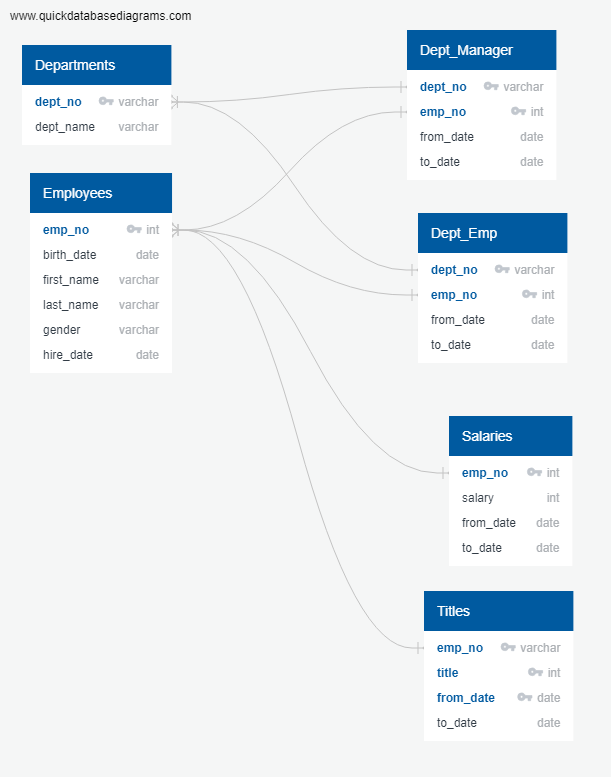 www.quickdatabasediagrams.com
Departments
dept_no varchar
dept_name varchar
Employees
emp_no int
birth_date date
first_name varchar
last_name varchar
gender varchar
hire_date date
Dept_Manager
dept_no varchar
emp_no int
from_date date
to_date date
Dept_Emp
dept_no varchar
emp_no int
from_date date
to_date date
Salaries
emp_no int
salary int
from_date date
to_date date
Titles
emp_no varchar
title int
from_date date
to_date date